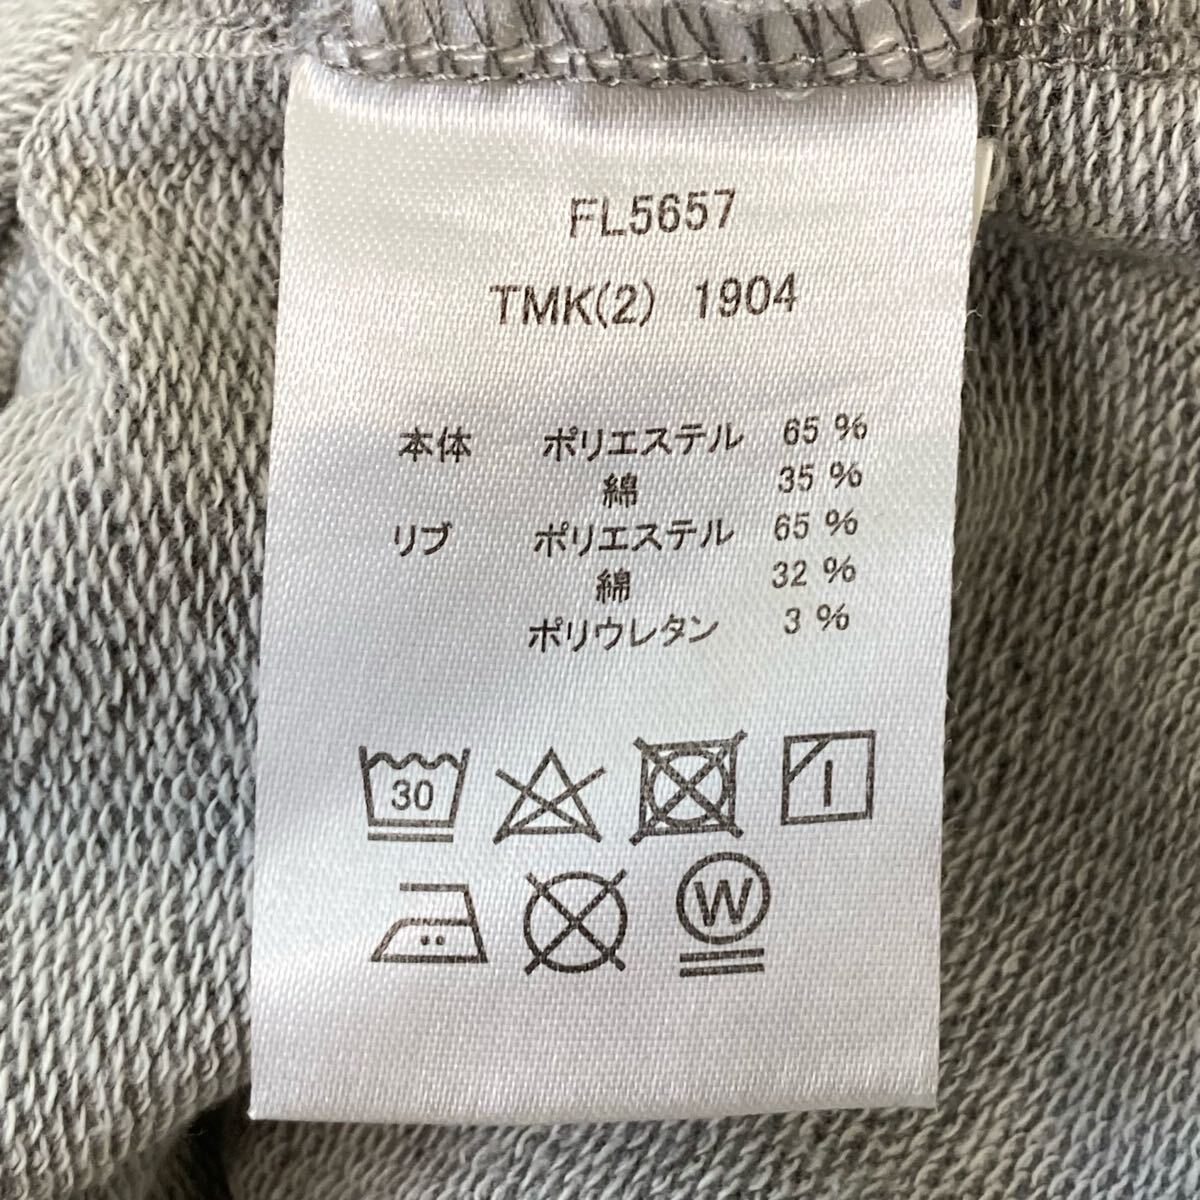 FL5657
TMK(2) 1904
本体 ポリエステル 65 %
綿 35 %
リブ ポリエステル 65 %
綿 32 %
ポリウレタン 3 %
30
W